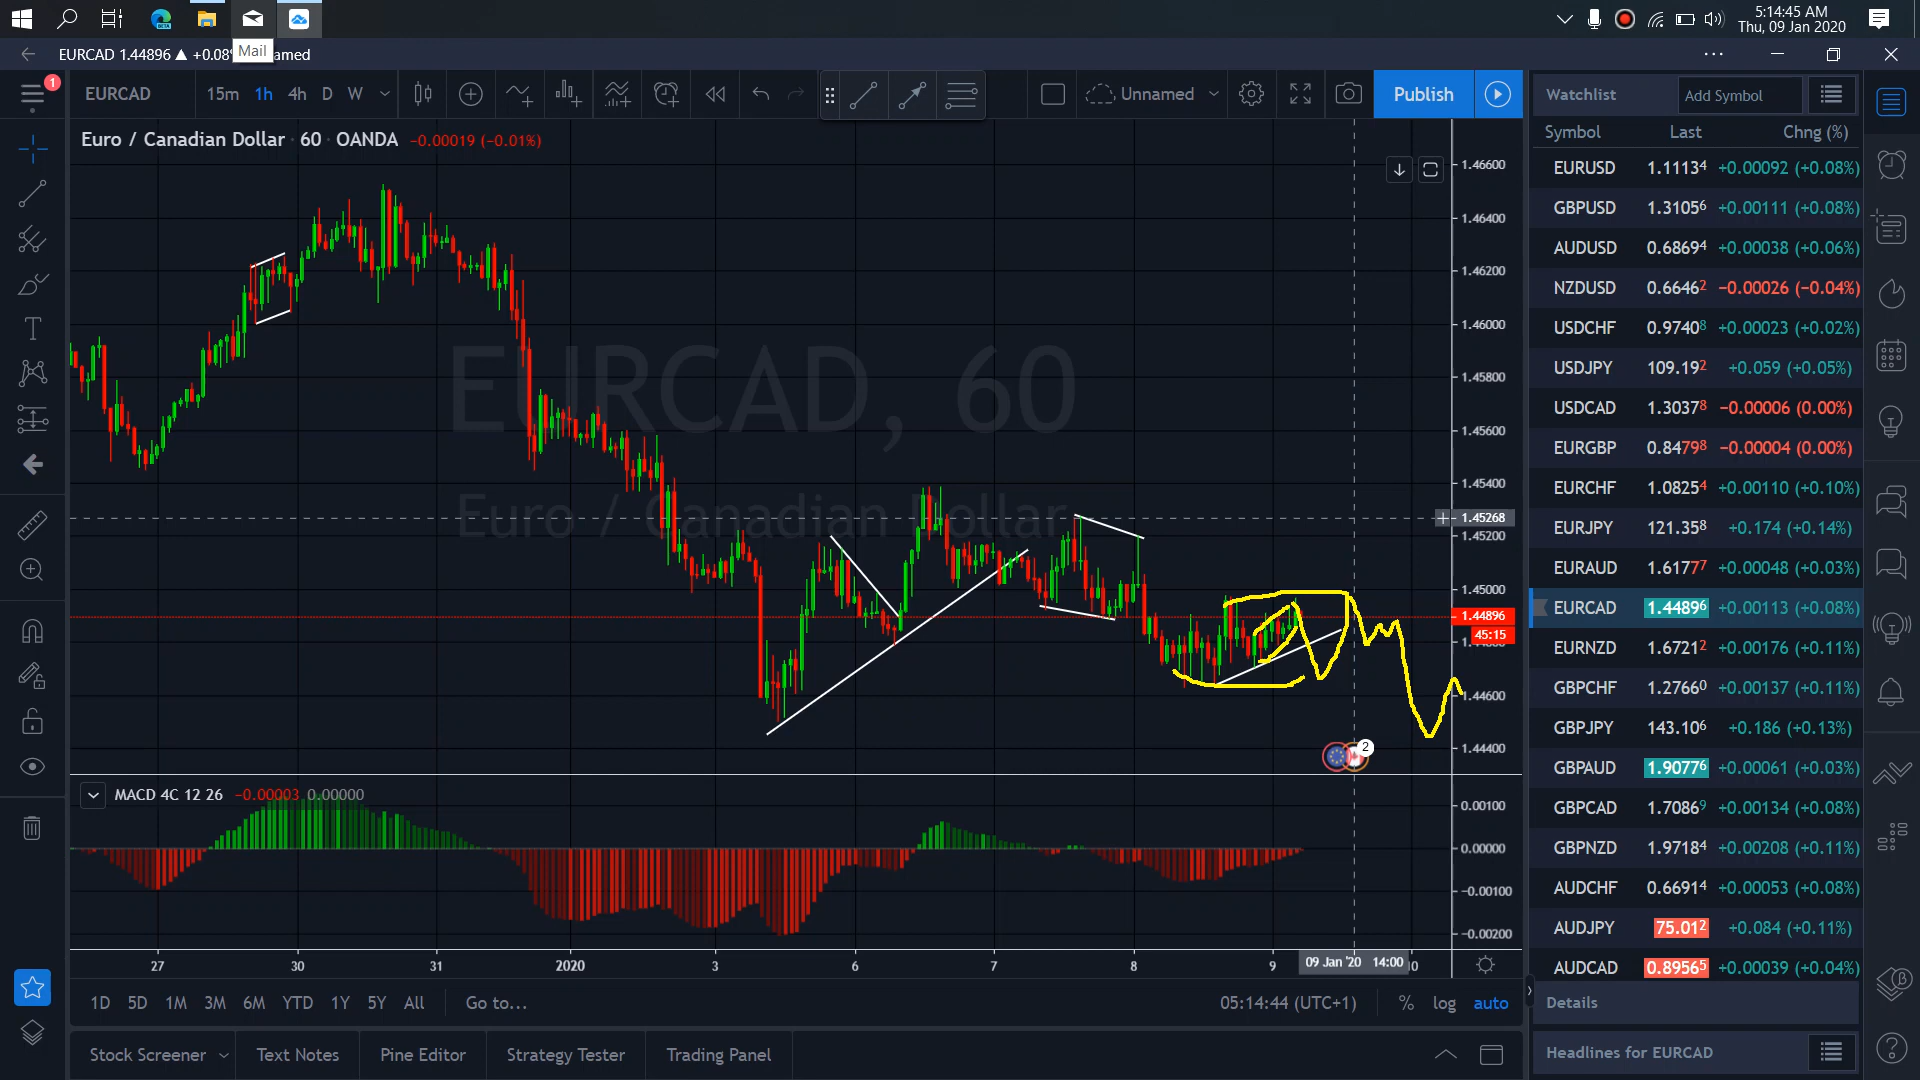 5:14:45 AM
Thu, 09 Jan 2020
EURCAD 1.44896 ▲ +0.08
amed
Mail
1
EURCAD 15m 1h 4h D W
Unnamed
Publish
Watchlist
Add Symbol
Symbol Last Chng (%)
Euro / Canadian Dollar · 60 · OANDA −0.00019 (−0.01%)
EURCAD, 60
Euro / Canadian Dollar
1.46600
1.46400
1.46200
1.46000
1.45800
1.45600
1.45400
1.45268
1.45200
1.45000
1.44896
45:15
1.44600
1.44400
2
EURUSD 1.11134 +0.00092 (+0.08%)
GBPUSD 1.31056 +0.00111 (+0.08%)
AUDUSD 0.68694 +0.00038 (+0.06%)
NZDUSD 0.66462 −0.00026 (−0.04%)
USDCHF 0.97408 +0.00023 (+0.02%)
USDJPY 109.192 +0.059 (+0.05%)
USDCAD 1.30378 −0.00006 (0.00%)
EURGBP 0.84798 −0.00004 (0.00%)
EURCHF 1.08254 +0.00110 (+0.10%)
EURJPY 121.358 +0.174 (+0.14%)
EURAUD 1.61777 +0.00048 (+0.03%)
EURCAD 1.44896 +0.00113 (+0.08%)
EURNZD 1.67212 +0.00176 (+0.11%)
GBPCHF 1.27660 +0.00137 (+0.11%)
GBPJPY 143.106 +0.186 (+0.13%)
GBPAUD 1.90776 +0.00061 (+0.03%)
GBPCAD 1.70869 +0.00134 (+0.08%)
GBPNZD 1.97184 +0.00208 (+0.11%)
AUDCHF 0.66914 +0.00053 (+0.08%)
AUDJPY 75.012 +0.084 (+0.11%)
AUDCAD 0.89565 +0.00039 (+0.04%)
MACD 4C 12 26 −0.00003 0.00000
0.00100
0.00000
−0.00100
−0.00200
27 30 31 2020 3 6 7 8 9 09 Jan '20 14:00
1D 5D 1M 3M 6M YTD 1Y 5Y All Go to...
05:14:44 (UTC+1) % log auto
Details
Stock Screener Text Notes Pine Editor Strategy Tester Trading Panel
Headlines for EURCAD